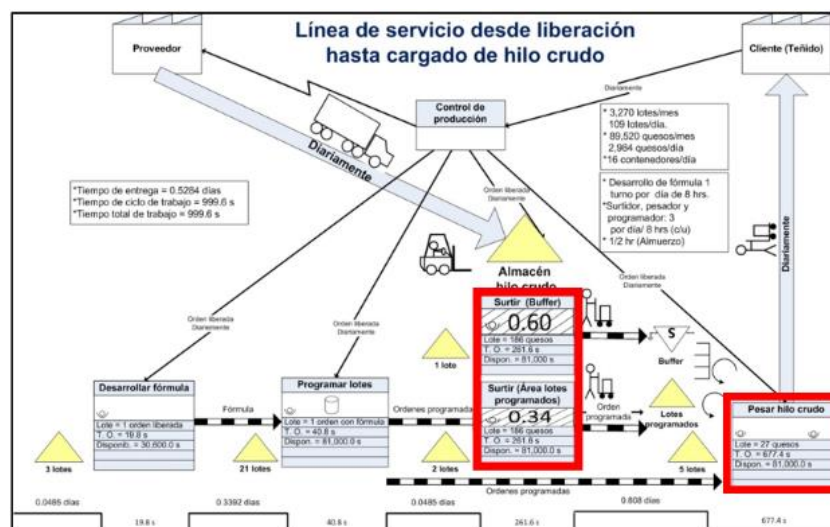 Línea de servicio desde liberación
hasta cargado de hilo crudo
Proveedor
Cliente (Teñido)
Diariamente
Control de
producción
* 3,270 lotes/mes
109 lotes/día.
* 89,520 quesos/mes
2,984 quesos/día
*16 contenedores/día
Diariamente
*Tiempo de entrega = 0.5284 días
*Tiempo de ciclo de trabajo = 999.6 s
*Tiempo total de trabajo = 999.6 s
* Desarrollo de fórmula 1
turno por día de 8 hrs.
*Surtidor, pesador y
programador: 3
por día/ 8 hrs (c/u)
* 1/2 hr (Almuerzo)
Orden liberada
Diariamente
Diariamente
Almacén
hilo crudo
Orden liberada
Diariamente
Orden liberada
Diariamente
Orden liberada
Diariamente
Surtir (Buffer)
0.60
Lote = 186 quesos
T. O. = 261.6 s
Dispon. = 81,000 s
1 lote
S
Buffer
Desarrollar fórmula
Lote = 1 orden liberada
T. O. = 19.8 s
Disponib. = 30,600.0 s
Fórmula
Programar lotes
Lote = 1 orden con fórmula
T. O. = 40.8 s
Dispon. = 81,000.0 s
Ordenes programadas
Surtir (Área lotes
programados)
0.34
Lote = 186 quesos
T. O. = 261.6 s
Dispon. = 81,000.0 s
Orden
programada
Lotes
programados
Pesar hilo crudo
Lote = 27 quesos
T. O. = 677.4 s
Dispon. = 81,000.0 s
3 lotes
21 lotes
2 lotes
5 lotes
Ordenes programadas
0.0485 días
0.3392 días
0.0485 días
0.808 días
19.8 s
40.8 s
261.6 s
677.4 s